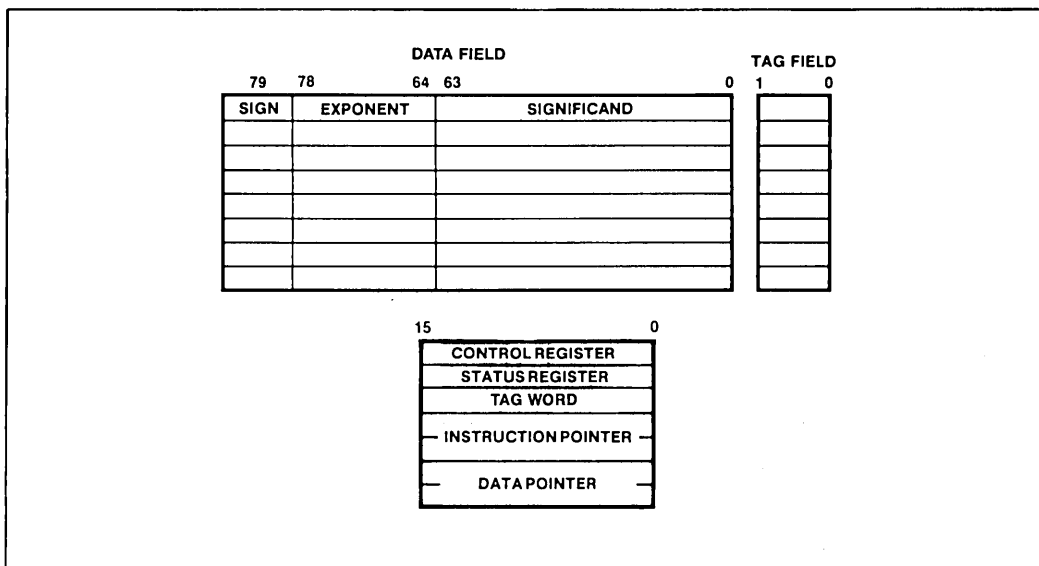 DATA FIELD
TAG FIELD
79 78 64 63 0 1 0
SIGN EXPONENT SIGNIFICAND
15 0
CONTROL REGISTER
STATUS REGISTER
TAG WORD
INSTRUCTION POINTER
DATA POINTER